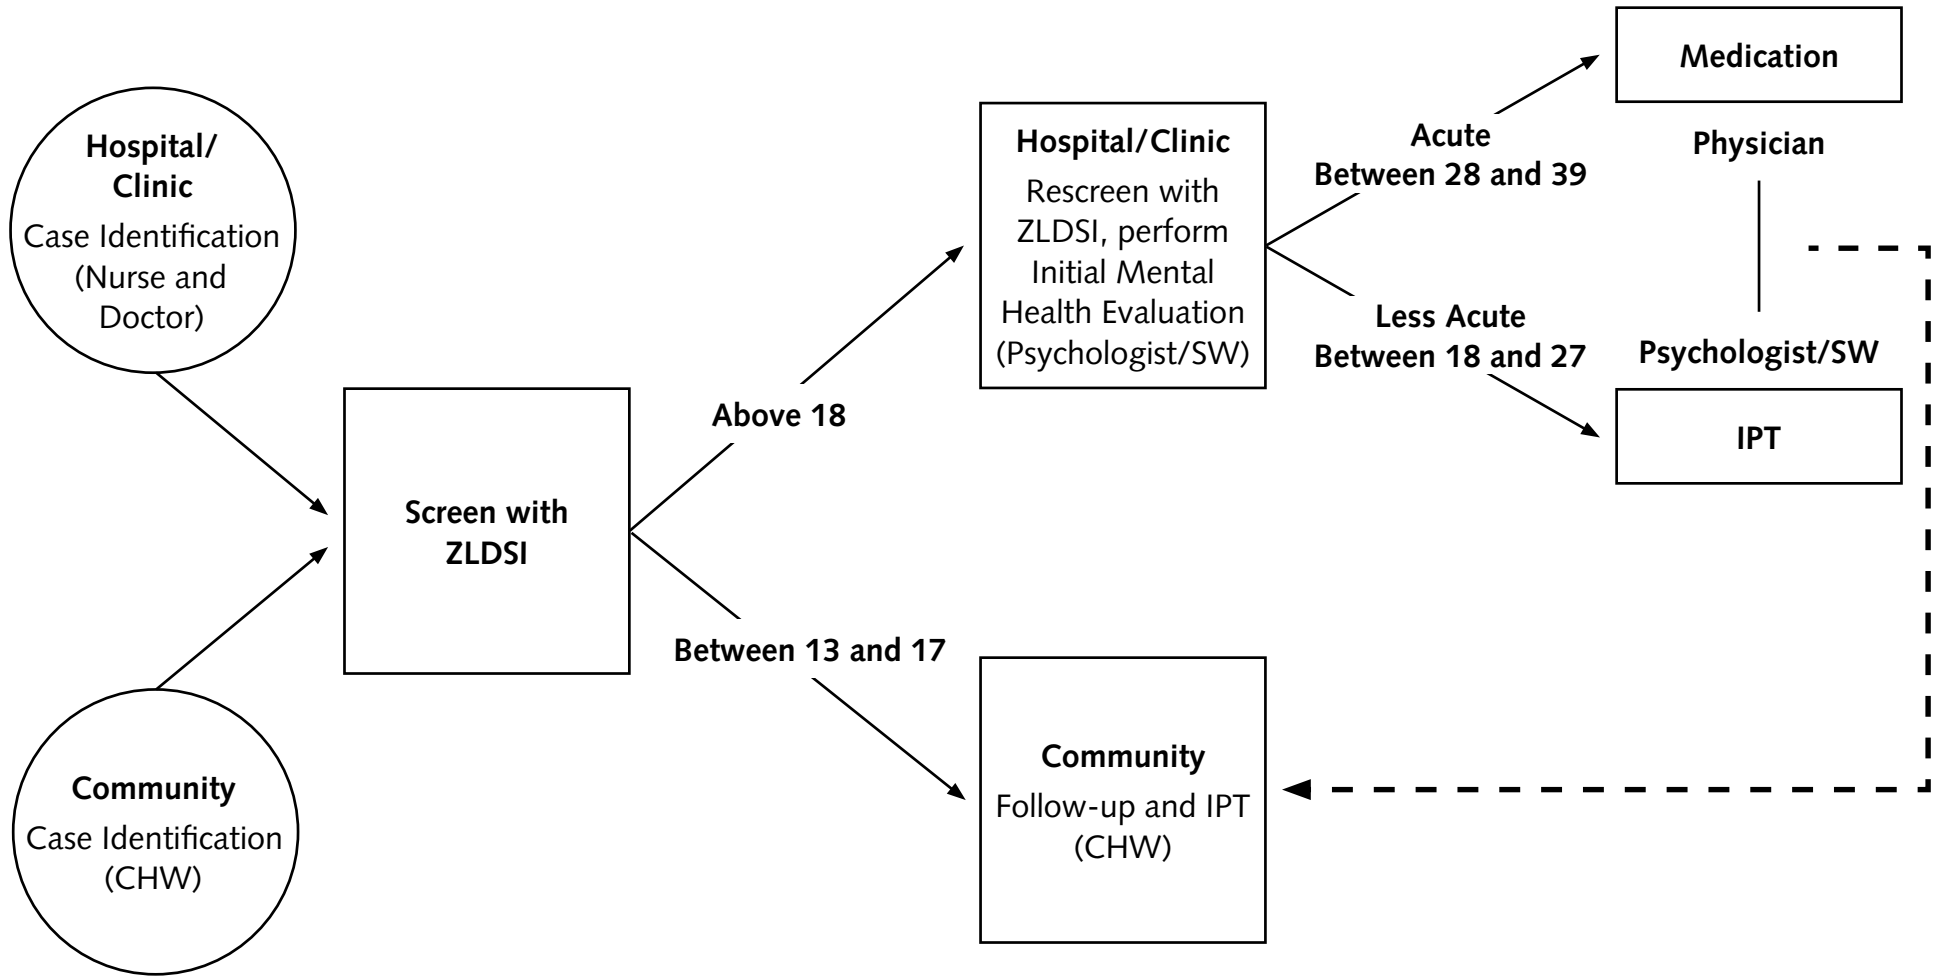 Hospital/
Clinic
Case Identification
(Nurse and
Doctor)
Community
Case Identification
(CHW)
Screen with
ZLDSI
Above 18
Between 13 and 17
Hospital/Clinic
Rescreen with
ZLDSI, perform
Initial Mental
Health Evaluation
(Psychologist/SW)
Community
Follow-up and IPT
(CHW)
Acute
Between 28 and 39
Less Acute
Between 18 and 27
Medication
Physician
Psychologist/SW
IPT